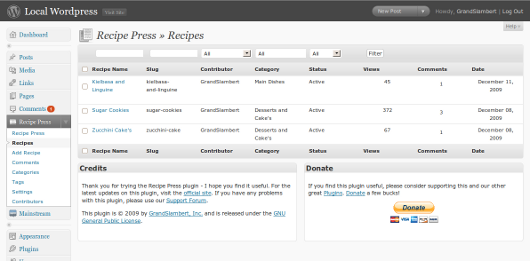 Local Wordpress
Visit Site
New Post
Howdy, GrandSlambert | Log Out
Help
Dashboard
Posts
Media
Links
Pages
Comments
Recipe Press
Recipe Press
Recipes
Add Recipe
Comments
Categories
Tags
Settings
Contributors
Mainstream
Appearance
Plugins
Recipe Press » Recipes
All
All
Ad
Filter
Recipe Name Slug Contributor Category Status Views Comments Date
Kielbasa and Linguine kielbasa-and-linguine GrandSlambert Main Dishes Active 45 1 December 11, 2009
Sugar Cookies sugar-cookies GrandSlambert Desserts and Cake's Active 372 3 December 08, 2009
Zucchini Cake's zucchini-cake GrandSlambert Desserts and Cake's Active 67 1 December 08, 2009
Recipe Name Slug Contributor Category Status Views Comments Date
Credits
Thank you for trying the Recipe Press plugin - I hope you find it useful. For the
latest updates on this plugin, visit the official site. If you have any problems
with this plugin, please use our Support Forum.
This plugin is © 2009 by GrandSlambert, Inc. and is released under the GNU
General Public License.
Donate
If you find this plugin useful, please consider supporting this and our other
great Plugins. Donate a few bucks!
Donate